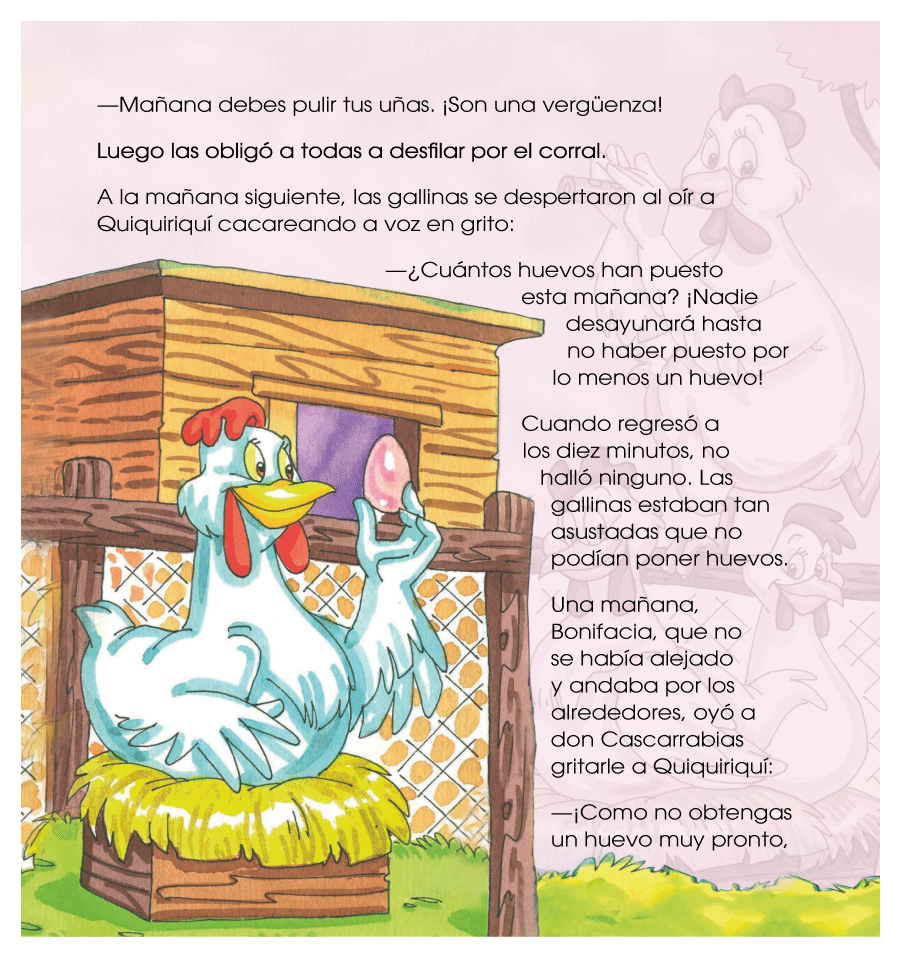 —Mañana debes pulir tus uñas. ¡Son una vergüenza!
Luego las obligó a todas a desfilar por el corral.
A la mañana siguiente, las gallinas se despertaron al oír a
Quiquiriquí cacareando a voz en grito:
—¿Cuántos huevos han puesto
esta mañana? ¡Nadie
desayunará hasta
no haber puesto por
lo menos un huevo!
Cuando regresó a
los diez minutos, no
halló ninguno. Las
gallinas estaban tan
asustadas que no
podían poner huevos.
Una mañana,
Bonifacia, que no
se había alejado
y andaba por los
alrededores, oyó a
don Cascarrabias
gritarle a Quiquiriquí:
—¡Como no obtengas
un huevo muy pronto,